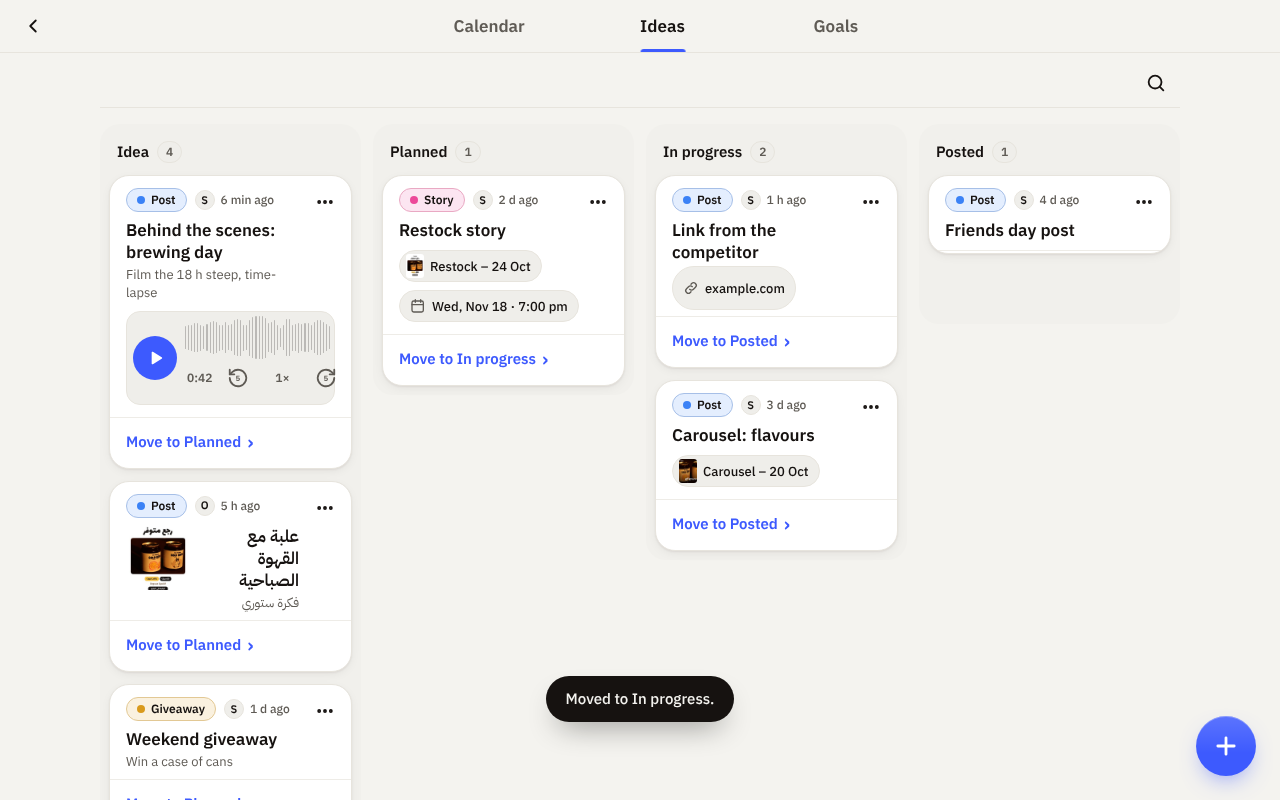 Calendar
Ideas
Goals
Idea 4
Post S 6 min ago
Behind the scenes:
brewing day
Film the 18 h steep, time-
lapse
0:42 5 1× 5
Move to Planned
Post O 5 h ago
رجع متوفر
علبة مع
القهوة
الصباحية
فكرة ستوري
Move to Planned
Giveaway S 1 d ago
Weekend giveaway
Win a case of cans
Planned 1
Story S 2 d ago
Restock story
Restock – 24 Oct
Wed, Nov 18 · 7:00 pm
Move to In progress
In progress 2
Post S 1 h ago
Link from the
competitor
example.com
Move to Posted
Post S 3 d ago
Carousel: flavours
Carousel – 20 Oct
Move to Posted
Posted 1
Post S 4 d ago
Friends day post
Moved to In progress.